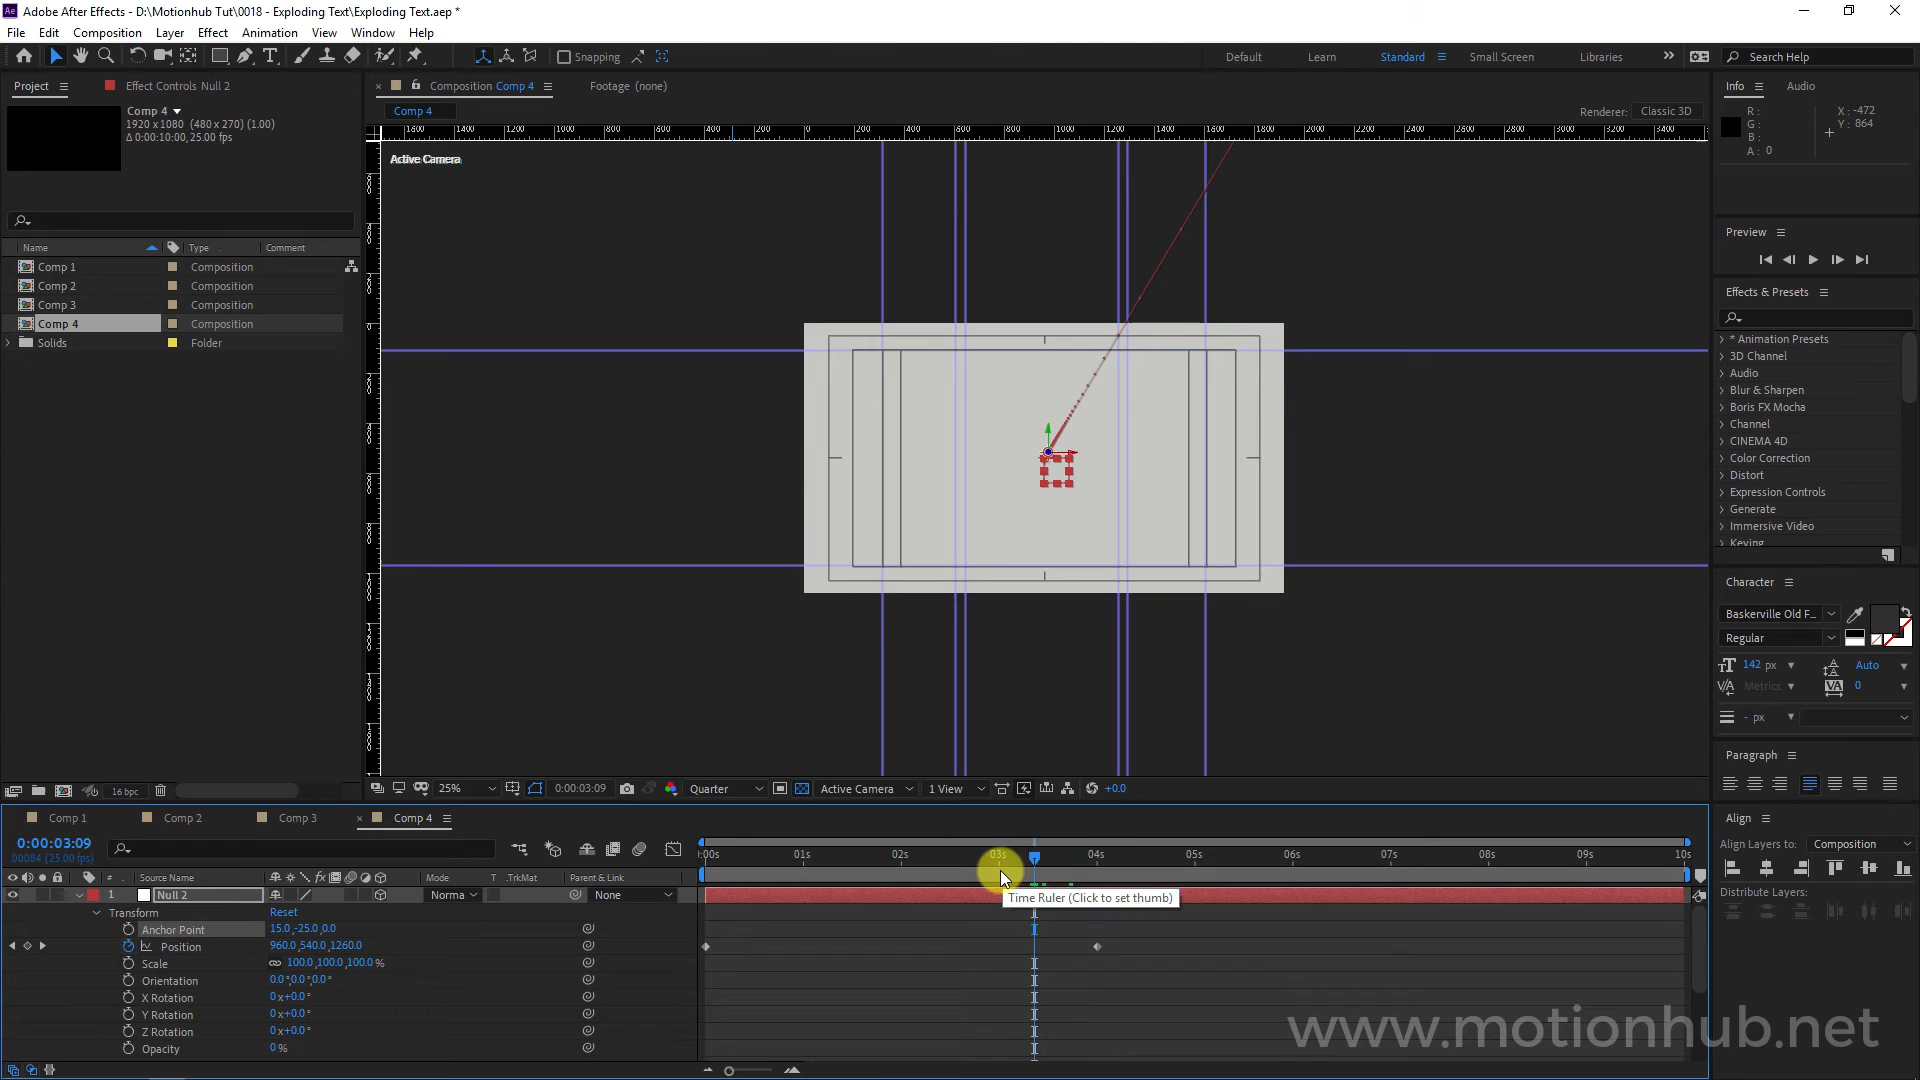 Adobe After Effects - D:\Motionhub Tut\0018 - Exploding Text\Exploding Text.aep *
File Edit Composition Layer Effect Animation View Window Help
Snapping
Default Learn Standard Small Screen Libraries
Search Help
Project
Effect Controls Null 2
Comp 4
1920 x 1080 (480 x 270) (1.00)
Δ 0:00:10:00, 25.00 fps
Name Type Comment
Comp 1 Composition
Comp 2 Composition
Comp 3 Composition
Comp 4 Composition
Solids Folder
16 bpc
Composition Comp 4
Footage (none)
Comp 4
Renderer: Classic 3D
Active Camera
25%
0:00:03:09
Quarter
Active Camera
1 View
+0.0
Info Audio
R :
G :
B :
A : 0
X : -472
Y : 864
Preview
Effects & Presets
* Animation Presets
3D Channel
Audio
Blur & Sharpen
Boris FX Mocha
Channel
CINEMA 4D
Color Correction
Distort
Expression Controls
Generate
Immersive Video
Keying
Character
Baskerville Old F...
Regular
142 px Auto
Metrics 0
- px
Paragraph
Align
Align Layers to: Composition
Distribute Layers:
Comp 1 Comp 2 Comp 3 Comp 4
0:00:03:09
00084 (25.00 fps)
:00s 01s 02s 03s 04s 05s 06s 07s 08s 09s 10s
# Source Name Mode T .TrkMat Parent & Link
1 Null 2 Norma None
Time Ruler (Click to set thumb)
Transform Reset
Anchor Point 15.0,-25.0,0.0
Position 960.0,540.0,1260.0
Scale 100.0,100.0,100.0 %
Orientation 0.0°,0.0°,0.0°
X Rotation 0x+0.0°
Y Rotation 0x+0.0°
Z Rotation 0x+0.0°
Opacity 0 %
www.motionhub.net